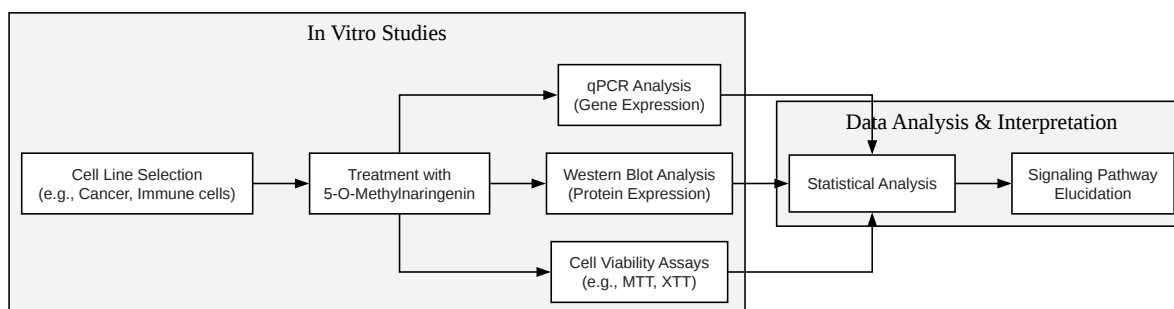 In Vitro Studies
qPCR Analysis
(Gene Expression)
Data Analysis & Interpretation
Cell Line Selection
(e.g., Cancer, Immune cells)
Treatment with
5-O-Methylnaringenin
Western Blot Analysis
(Protein Expression)
Statistical Analysis
Signaling Pathway
Elucidation
Cell Viability Assays
(e.g., MTT, XTT)